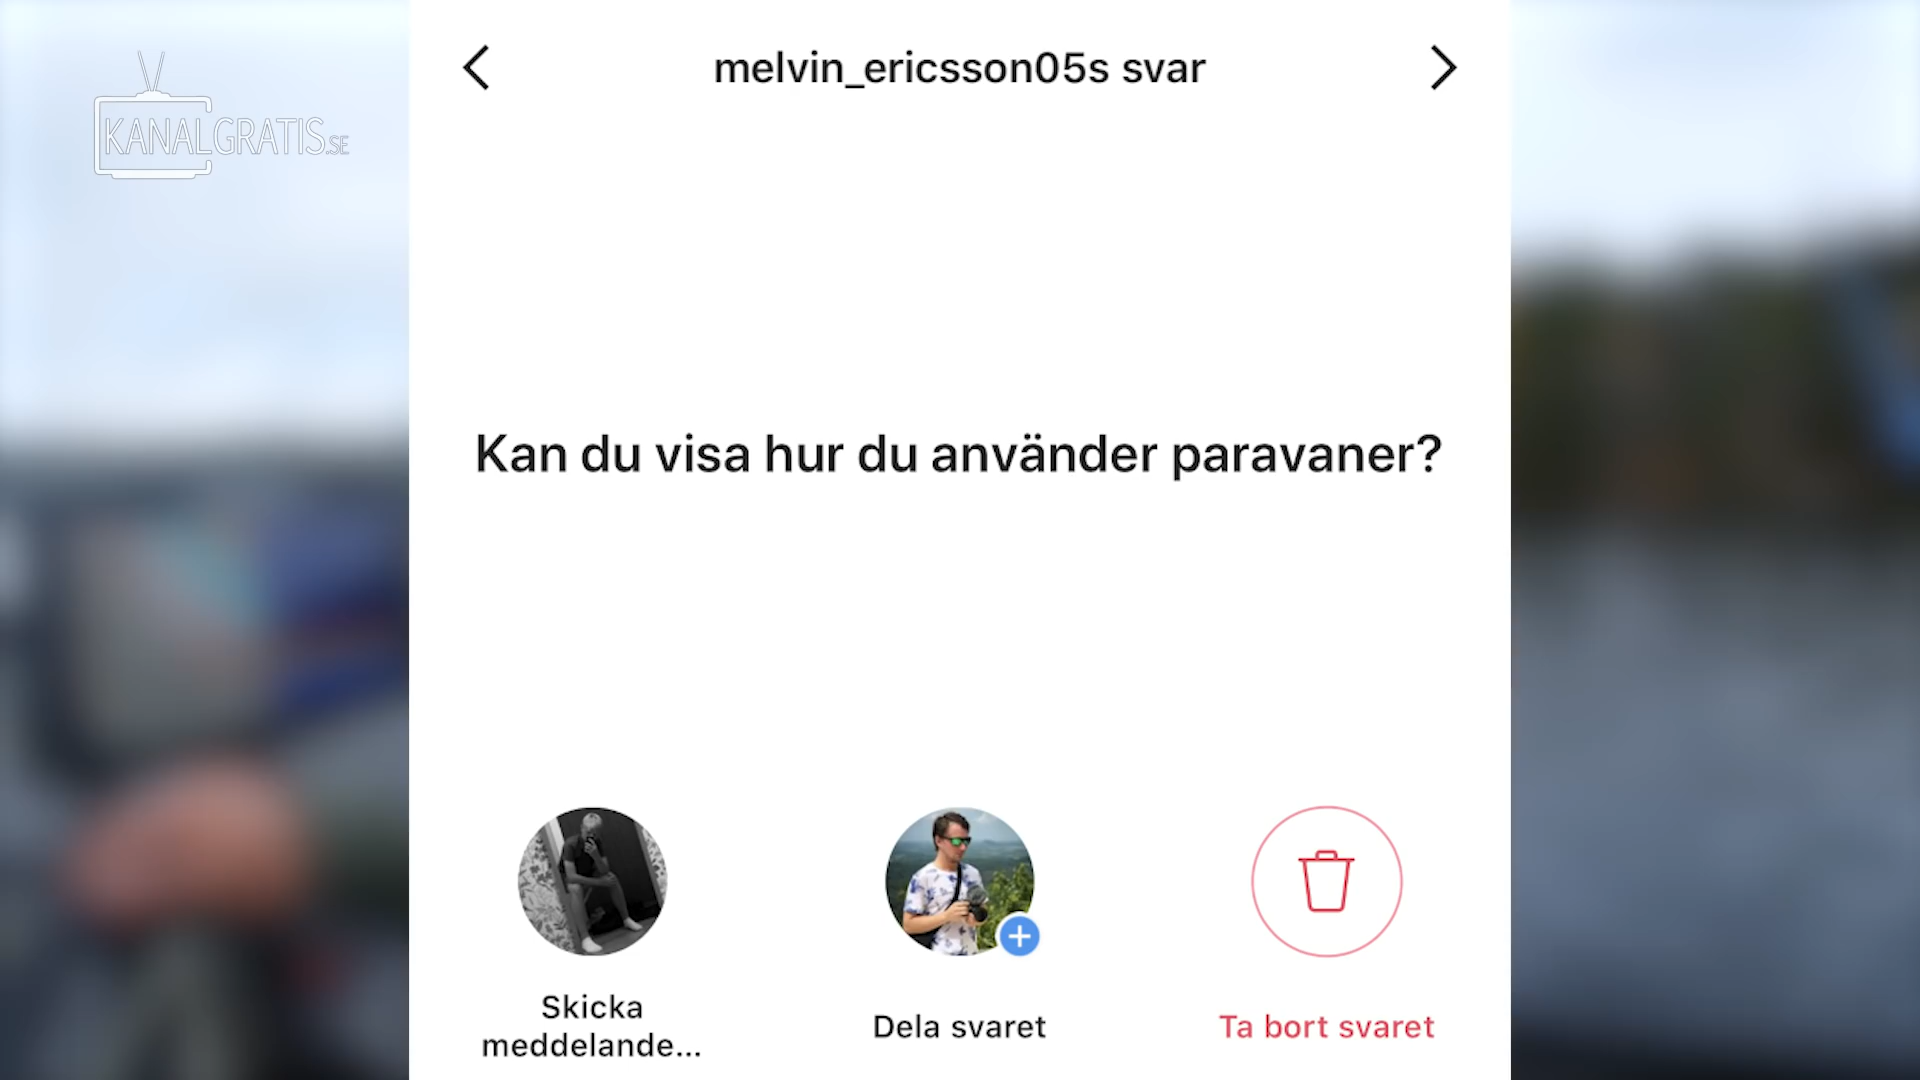 KANALGRATIS.SE
melvin_ericsson05s svar
Kan du visa hur du använder paravaner?
Skicka
meddelande...
Dela svaret
Ta bort svaret